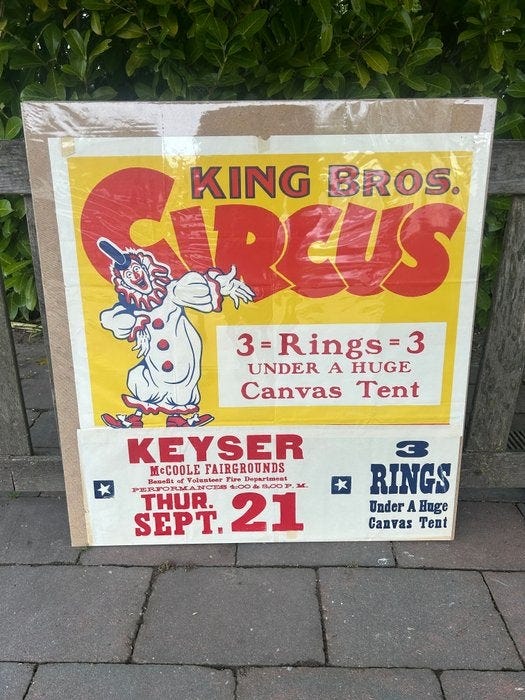 KING BROS.
CIRCUS
3=Rings=3
UNDER A HUGE
Canvas Tent
KEYSER
McCOOLE FAIRGROUNDS
Benefit of Volunteer Fire Department
PERFORMANCES 4:00 & 8:00 P. M.
THUR.
SEPT. 21
3
RINGS
Under A Huge
Canvas Tent